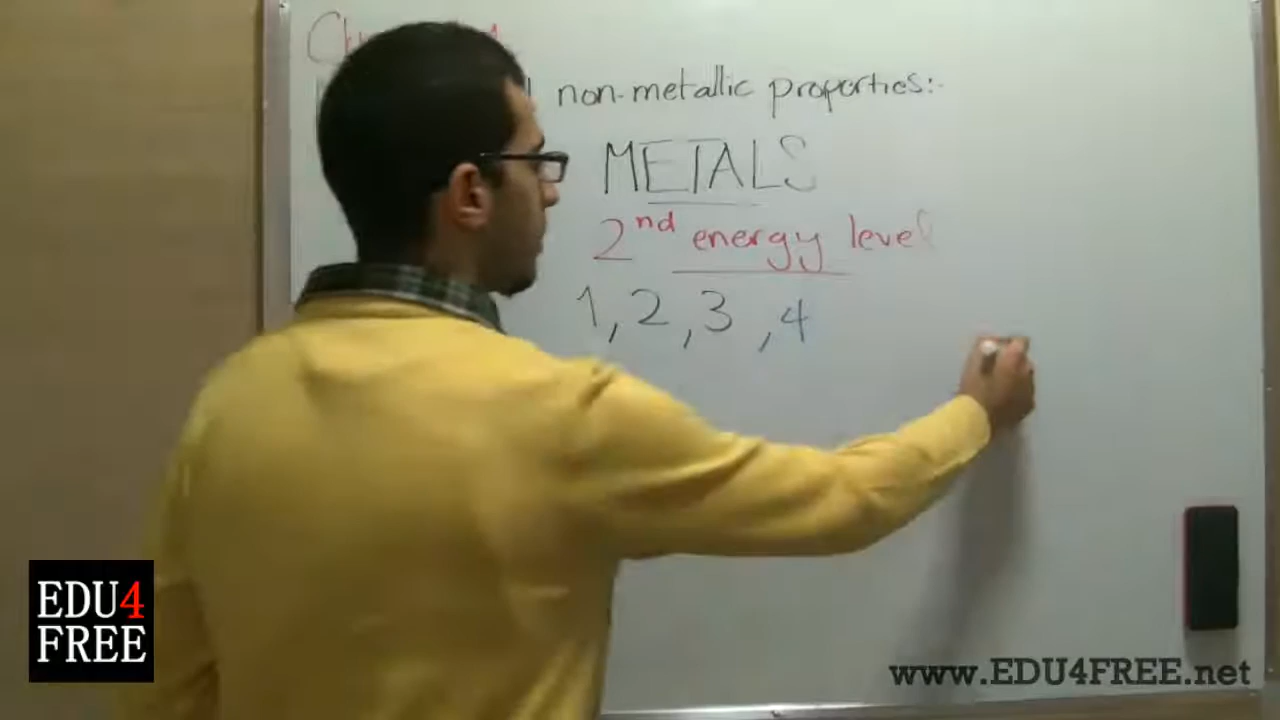 non-metallic properties:-
METALS
2nd energy level
1, 2, 3, 4
EDU4
FREE
www.EDU4FREE.net